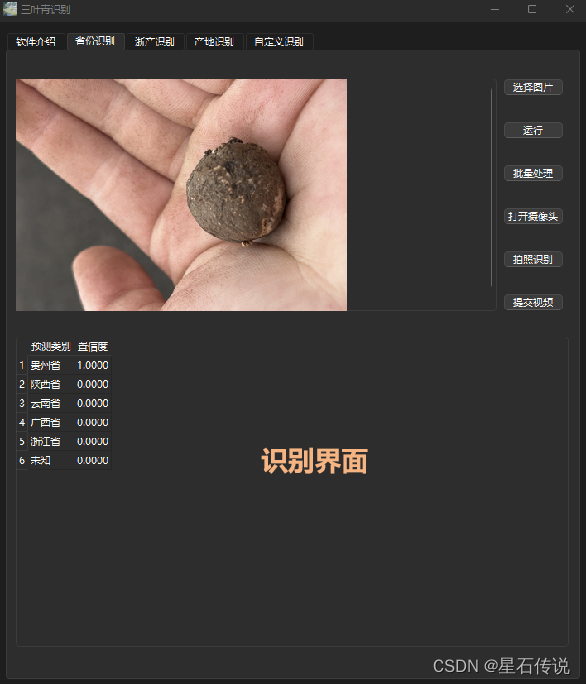 三叶青识别
软件介绍 省份识别 浙产识别 产地识别 自定义识别
选择图片
运行
批量处理
打开摄像头
拍照识别
提交视频
预测类别 置信度
1 贵州省 1.0000
2 陕西省 0.0000
3 云南省 0.0000
4 广西省 0.0000
5 浙江省 0.0000
6 未知 0.0000
识别界面
CSDN @星石传说